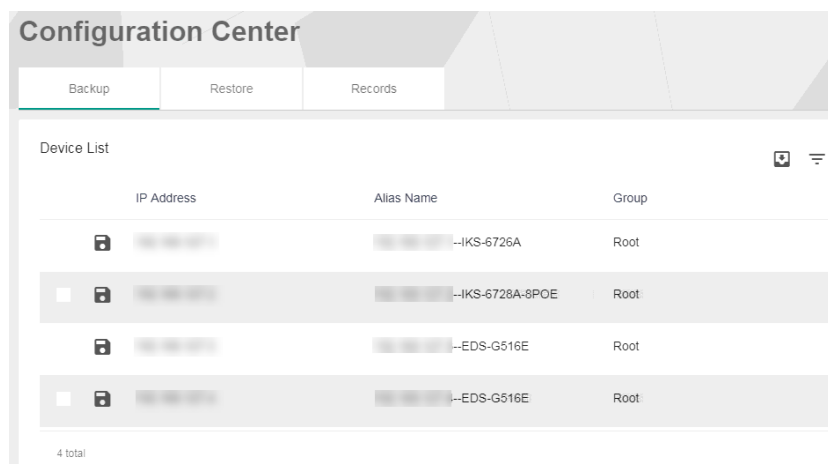 Configuration Center
Backup Restore Records
Device List
IP Address Alias Name Group
--IKS-6726A Root
--IKS-6728A-8POE Root
--EDS-G516E Root
--EDS-G516E Root
4 total